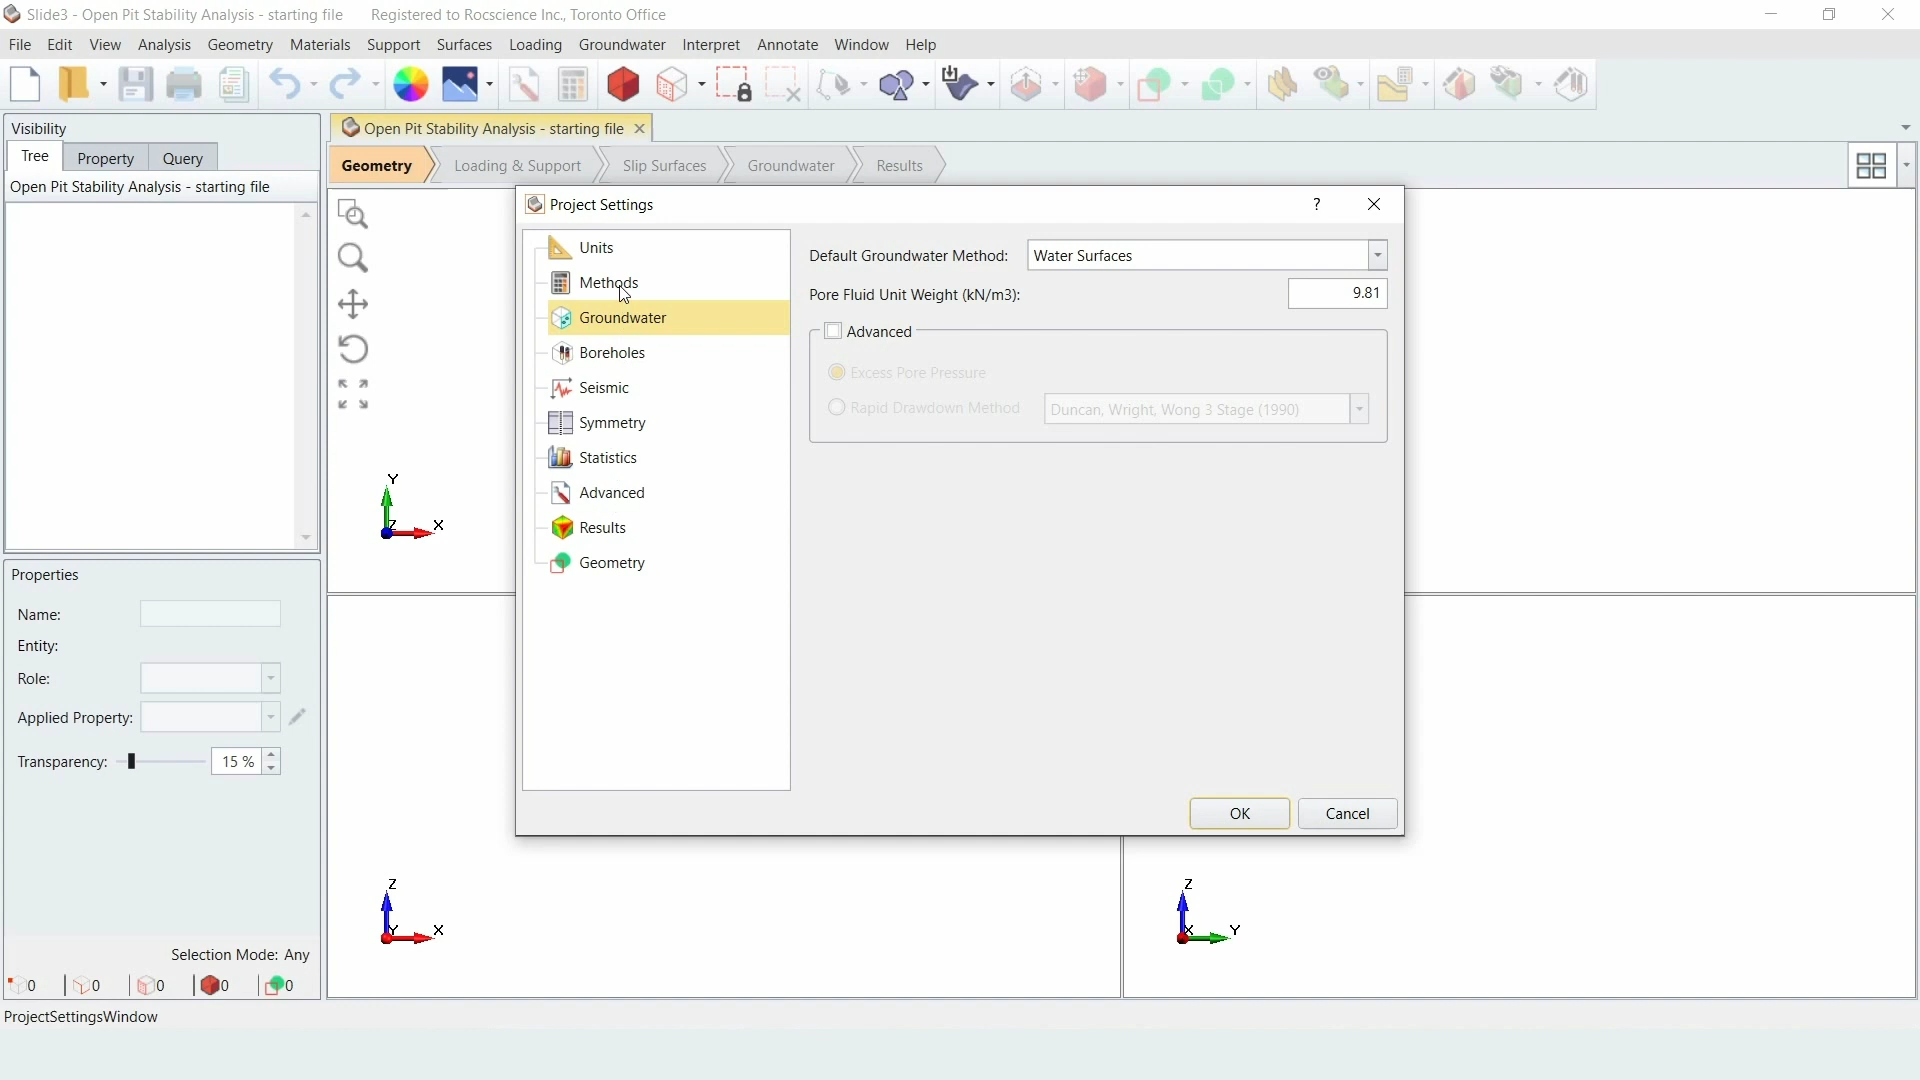 Slide3 - Open Pit Stability Analysis - starting file Registered to Rocscience Inc., Toronto Office
File Edit View Analysis Geometry Materials Support Surfaces Loading Groundwater Interpret Annotate Window Help
Visibility
Tree Property Query
Open Pit Stability Analysis - starting file
Open Pit Stability Analysis - starting file
Geometry Loading & Support Slip Surfaces Groundwater Results
Project Settings
?
Units
Methods
Groundwater
Boreholes
Seismic
Symmetry
Statistics
Advanced
Results
Geometry
Default Groundwater Method: Water Surfaces
Pore Fluid Unit Weight (kN/m3): 9.81
Advanced
Excess Pore Pressure
Rapid Drawdown Method Duncan, Wright, Wong 3 Stage (1990)
OK Cancel
Y
Z X
Z
Y X
Z
X Y
Properties
Name:
Entity:
Role:
Applied Property:
Transparency: 15 %
Selection Mode: Any
0 0 0 0 0
ProjectSettingsWindow